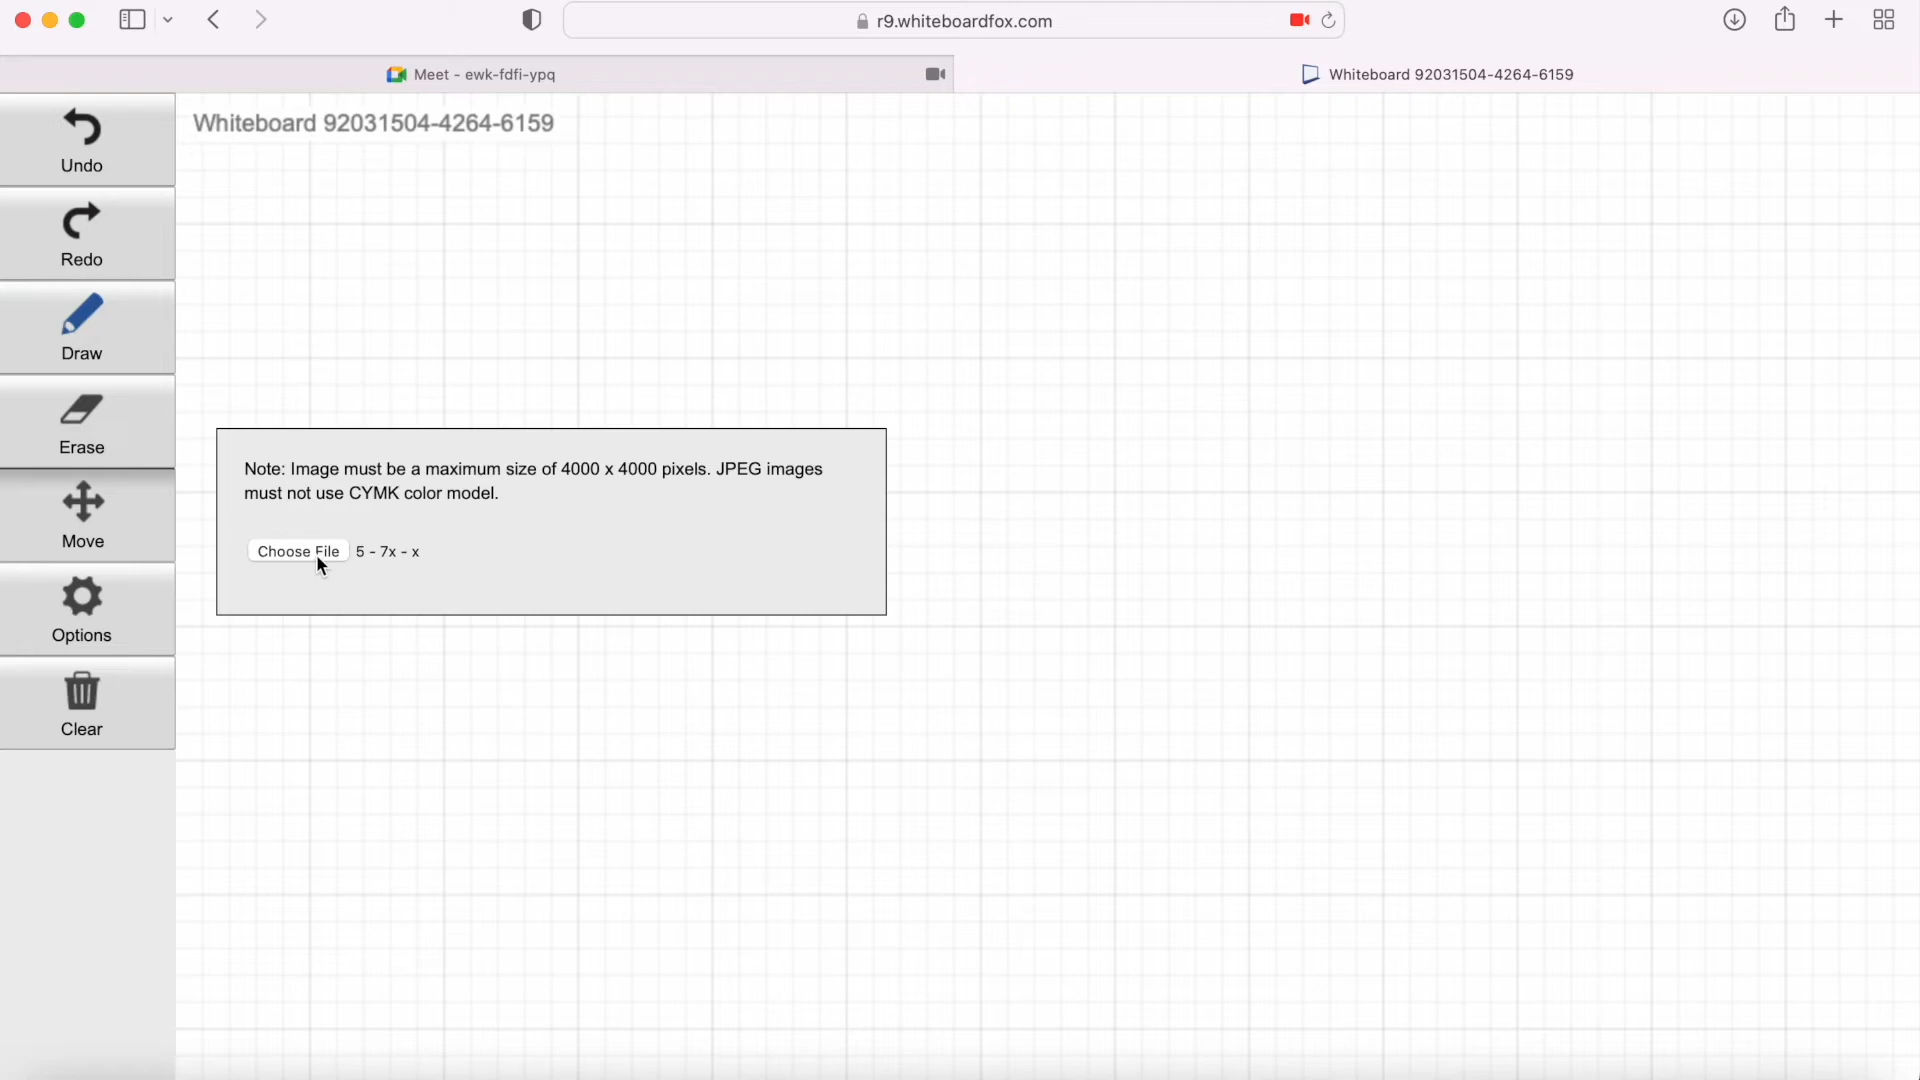 r9.whiteboardfox.com
Meet - ewk-fdfi-ypq
Whiteboard 92031504-4264-6159
Undo
Whiteboard 92031504-4264-6159
Redo
Draw
Erase
Move
Options
Clear
Note: Image must be a maximum size of 4000 x 4000 pixels. JPEG images
must not use CYMK color model.
Choose File 5 - 7x - x